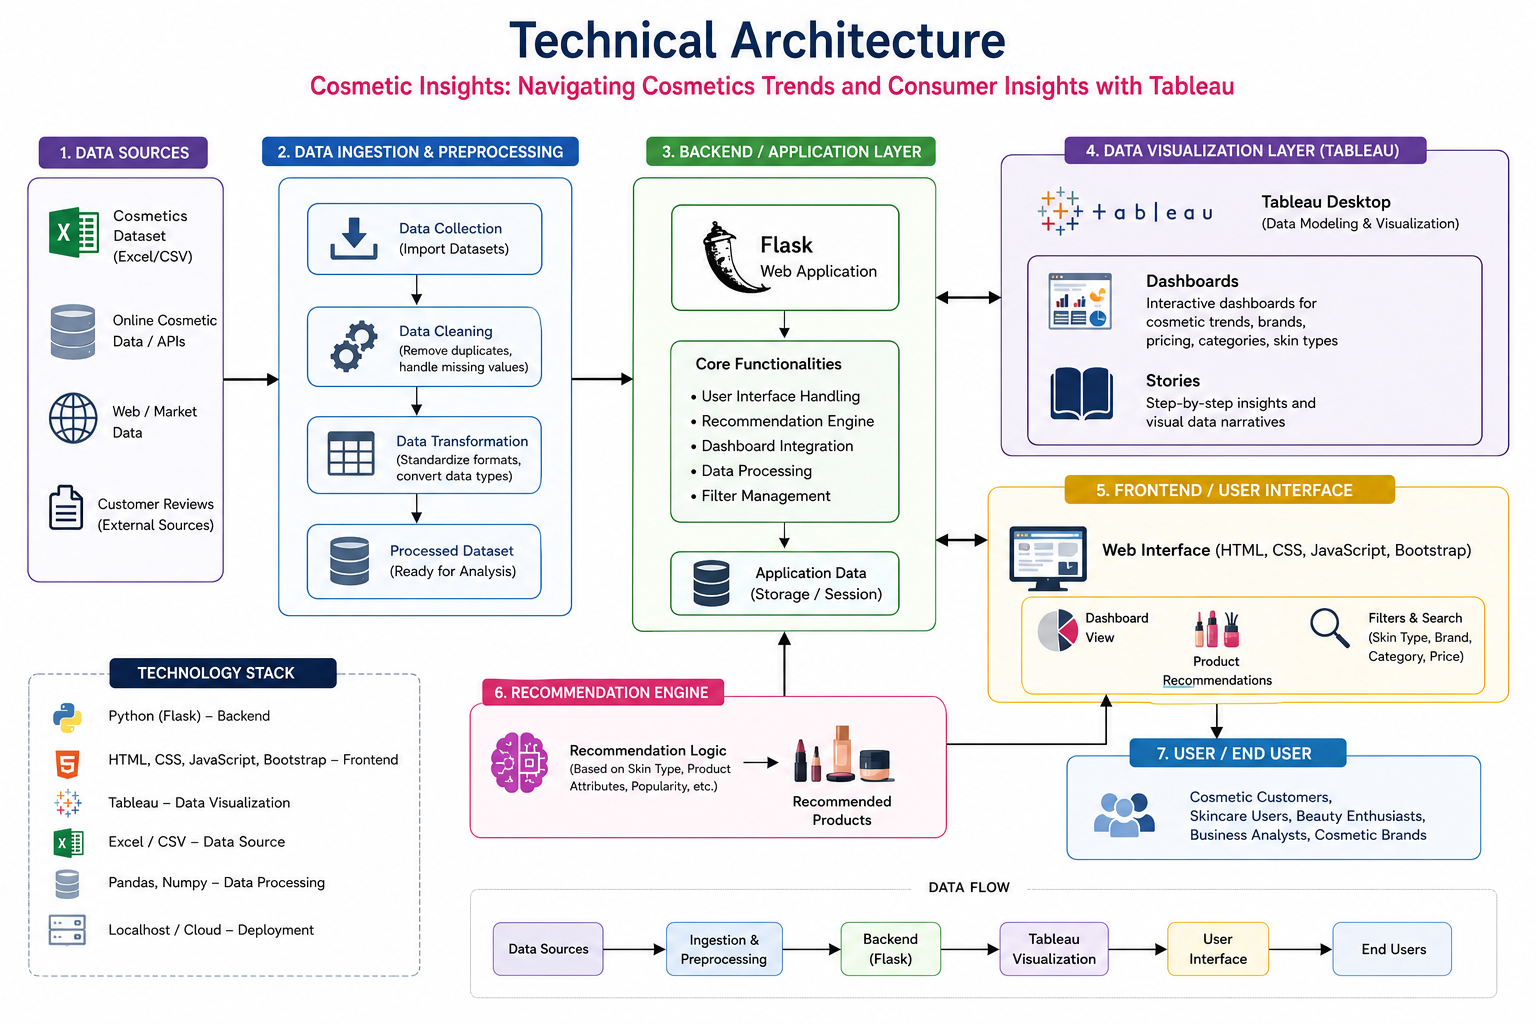 Technical Architecture
Cosmetic Insights: Navigating Cosmetics Trends and Consumer Insights with Tableau
1. DATA SOURCES
Cosmetics
Dataset
(Excel/CSV)
Online Cosmetic
Data / APIs
Web / Market
Data
Customer Reviews
(External Sources)
2. DATA INGESTION & PREPROCESSING
Data Collection
(Import Datasets)
Data Cleaning
(Remove duplicates,
handle missing values)
Data Transformation
(Standardize formats,
convert data types)
Processed Dataset
(Ready for Analysis)
3. BACKEND / APPLICATION LAYER
Flask
Web Application
Core Functionalities
• User Interface Handling
• Recommendation Engine
• Dashboard Integration
• Data Processing
• Filter Management
Application Data
(Storage / Session)
4. DATA VISUALIZATION LAYER (TABLEAU)
tableau
Tableau Desktop
(Data Modeling & Visualization)
Dashboards
Interactive dashboards for
cosmetic trends, brands,
pricing, categories, skin types
Stories
Step-by-step insights and
visual data narratives
5. FRONTEND / USER INTERFACE
Web Interface (HTML, CSS, JavaScript, Bootstrap)
Dashboard
View
Product
Recommendations
Filters & Search
(Skin Type, Brand,
Category, Price)
6. RECOMMENDATION ENGINE
Recommendation Logic
(Based on Skin Type, Product
Attributes, Popularity, etc.)
Recommended
Products
7. USER / END USER
Cosmetic Customers,
Skincare Users, Beauty Enthusiasts,
Business Analysts, Cosmetic Brands
TECHNOLOGY STACK
Python (Flask) – Backend
HTML, CSS, JavaScript, Bootstrap – Frontend
Tableau – Data Visualization
Excel / CSV – Data Source
Pandas, Numpy – Data Processing
Localhost / Cloud – Deployment
DATA FLOW
Data Sources
Ingestion &
Preprocessing
Backend
(Flask)
Tableau
Visualization
User
Interface
End Users